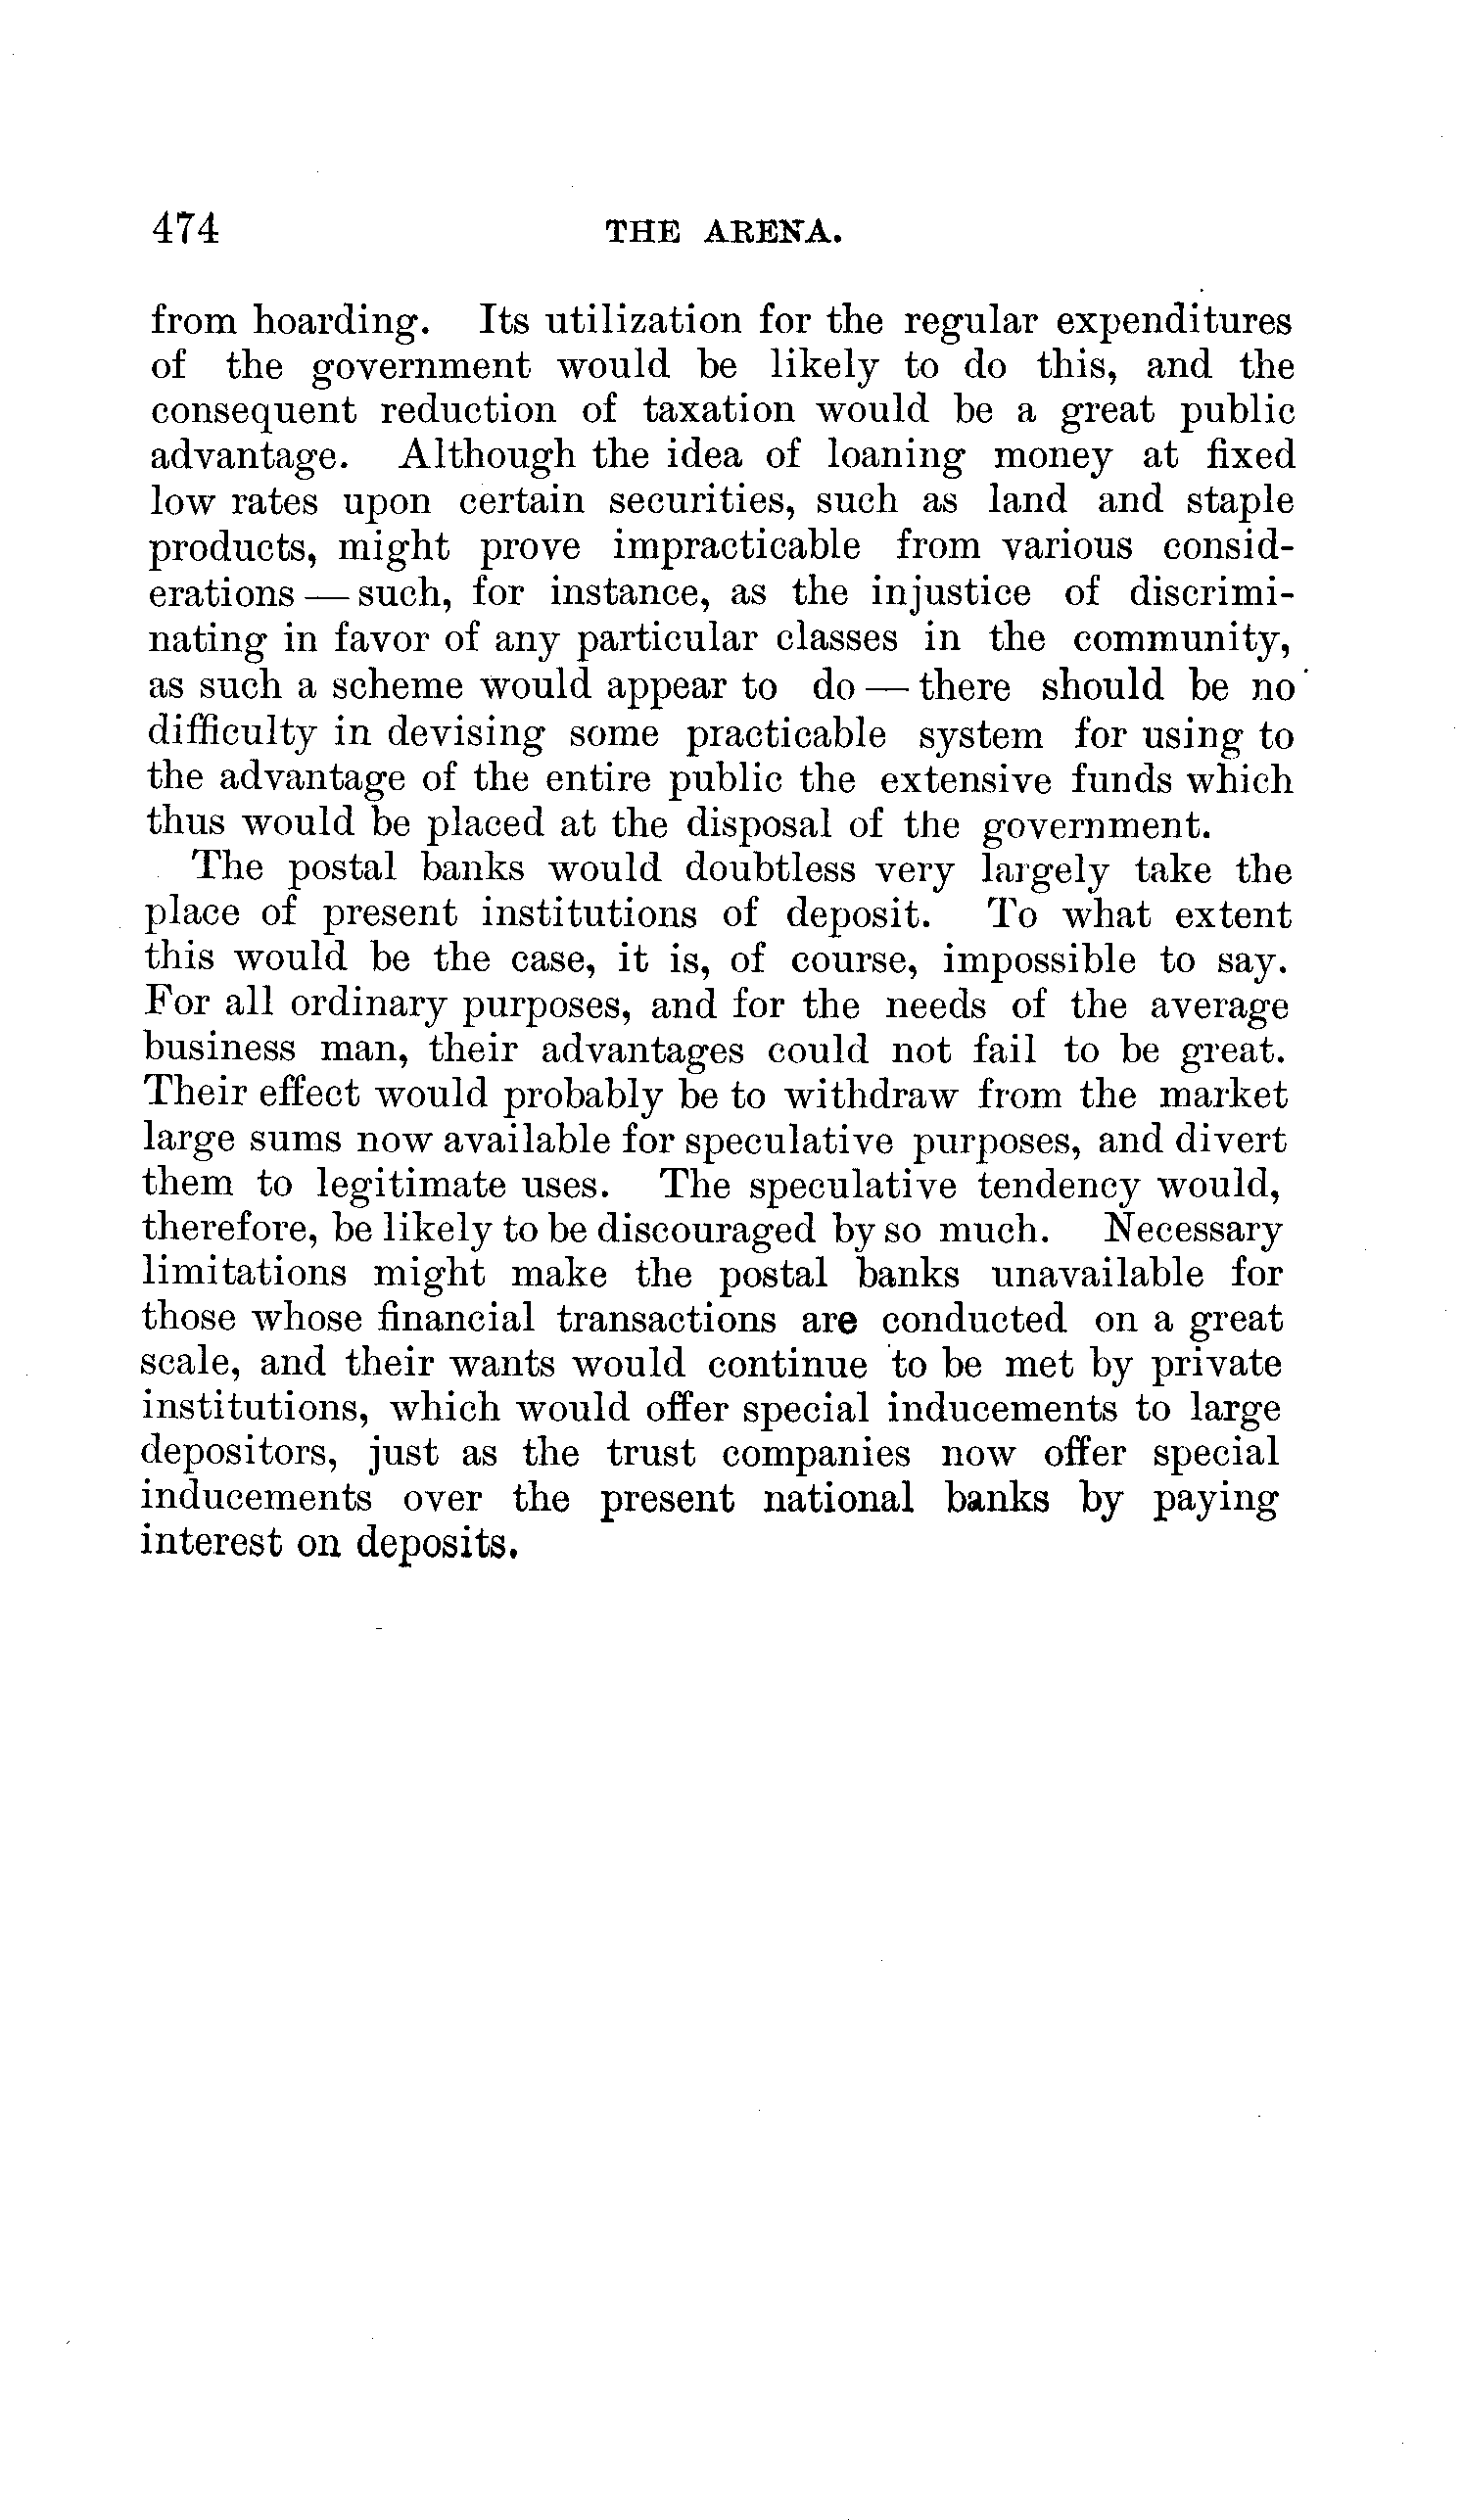 474 THE ARENA.
from hoarding. Its utilization for the regular expenditures
of the government would be likely to do this, and the
consequent reduction of taxation would be a great public
advantage. Although the idea of loaning money at fixed
low rates upon certain securities, such as land and staple
products, might prove impracticable from various consid-
erations — such, for instance, as the injustice of discrimi-
nating in favor of any particular classes in the community,
as such a scheme would appear to do — there should be no
difficulty in devising some practicable system for using to
the advantage of the entire public the extensive funds which
thus would be placed at the disposal of the government.
The postal banks would doubtless very largely take the
place of present institutions of deposit. To what extent
this would be the case, it is, of course, impossible to say.
For all ordinary purposes, and for the needs of the average
business man, their advantages could not fail to be great.
Their effect would probably be to withdraw from the market
large sums now available for speculative purposes, and divert
them to legitimate uses. The speculative tendency would,
therefore, be likely to be discouraged by so much. Necessary
limitations might make the postal banks unavailable for
those whose financial transactions are conducted on a great
scale, and their wants would continue to be met by private
institutions, which would offer special inducements to large
depositors, just as the trust companies now offer special
inducements over the present national banks by paying
interest on deposits.